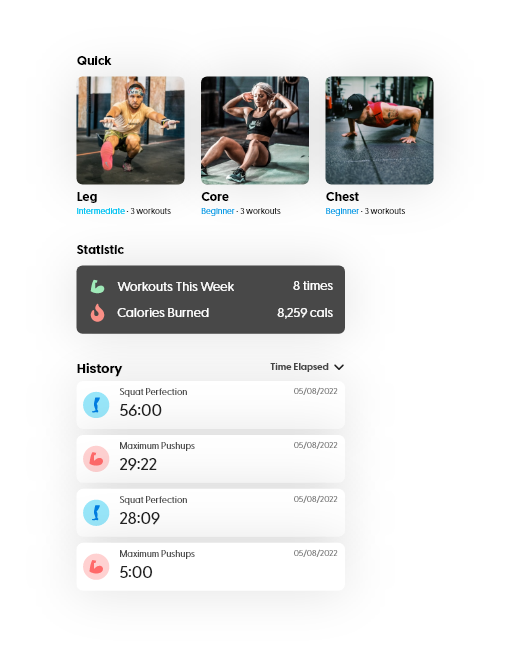 Quick
Leg
Intermediate · 3 workouts
Core
Beginner · 3 workouts
Chest
Beginner · 3 workouts
Statistic
Workouts This Week 8 times
Calories Burned 8,259 cals
History Time Elapsed
Squat Perfection 05/08/2022
56:00
Maximum Pushups 05/08/2022
29:22
Squat Perfection 05/08/2022
28:09
Maximum Pushups 05/08/2022
5:00